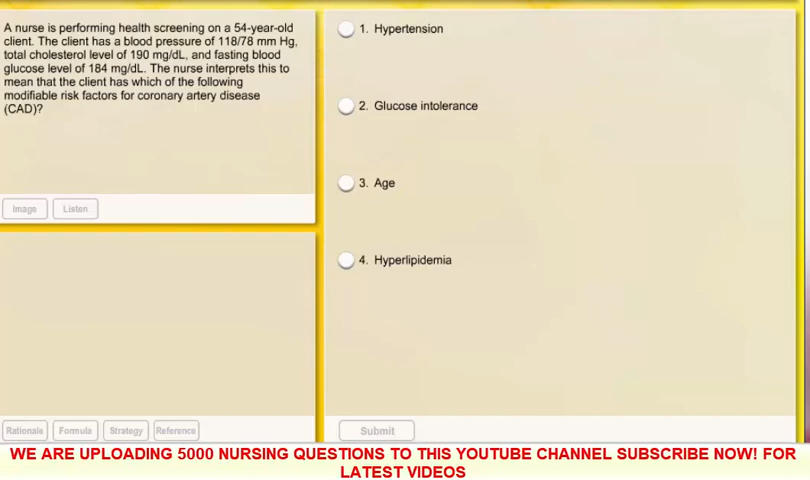 A nurse is performing health screening on a 54-year-old
client. The client has a blood pressure of 118/78 mm Hg,
total cholesterol level of 190 mg/dL, and fasting blood
glucose level of 184 mg/dL. The nurse interprets this to
mean that the client has which of the following
modifiable risk factors for coronary artery disease
(CAD)?
Image Listen
1. Hypertension
2. Glucose intolerance
3. Age
4. Hyperlipidemia
Rationale Formula Strategy Reference
Submit
WE ARE UPLOADING 5000 NURSING QUESTIONS TO THIS YOUTUBE CHANNEL SUBSCRIBE NOW! FOR
LATEST VIDEOS